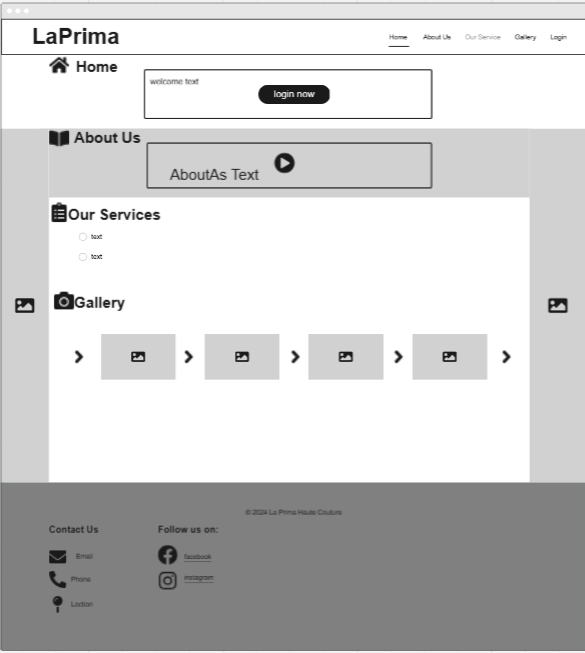 LaPrima
Home About Us Our Service Gallery Login
Home
welcome text
login now
About Us
AboutAs Text
Our Services
text
text
Gallery
© 2024 La Prima Haute Couture
Contact Us Follow us on:
Email facebook
Phone instagram
Loction